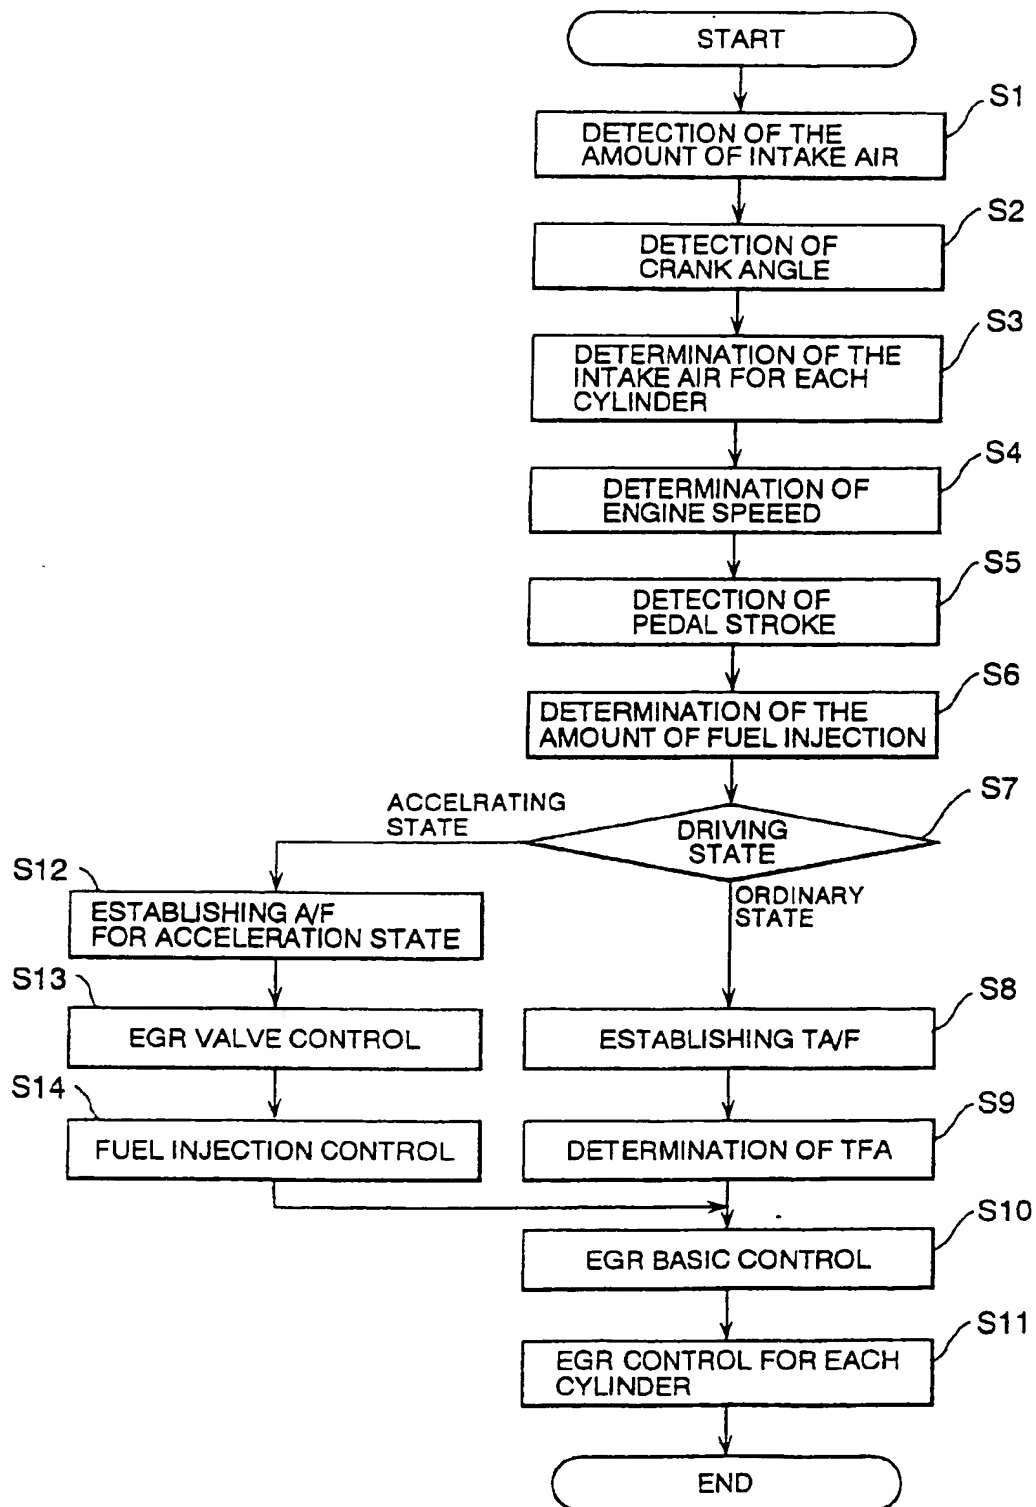 START
S1
DETECTION OF THE
AMOUNT OF INTAKE AIR
S2
DETECTION OF
CRANK ANGLE
S3
DETERMINATION OF THE
INTAKE AIR FOR EACH
CYLINDER
S4
DETERMINATION OF
ENGINE SPEEED
S5
DETECTION OF
PEDAL STROKE
S6
DETERMINATION OF THE
AMOUNT OF FUEL INJECTION
S7
DRIVING
STATE
ACCELRATING
STATE
ORDINARY
STATE
S12
ESTABLISHING A/F
FOR ACCELERATION STATE
S13
EGR VALVE CONTROL
S14
FUEL INJECTION CONTROL
S8
ESTABLISHING TA/F
S9
DETERMINATION OF TFA
S10
EGR BASIC CONTROL
S11
EGR CONTROL FOR EACH
CYLINDER
END